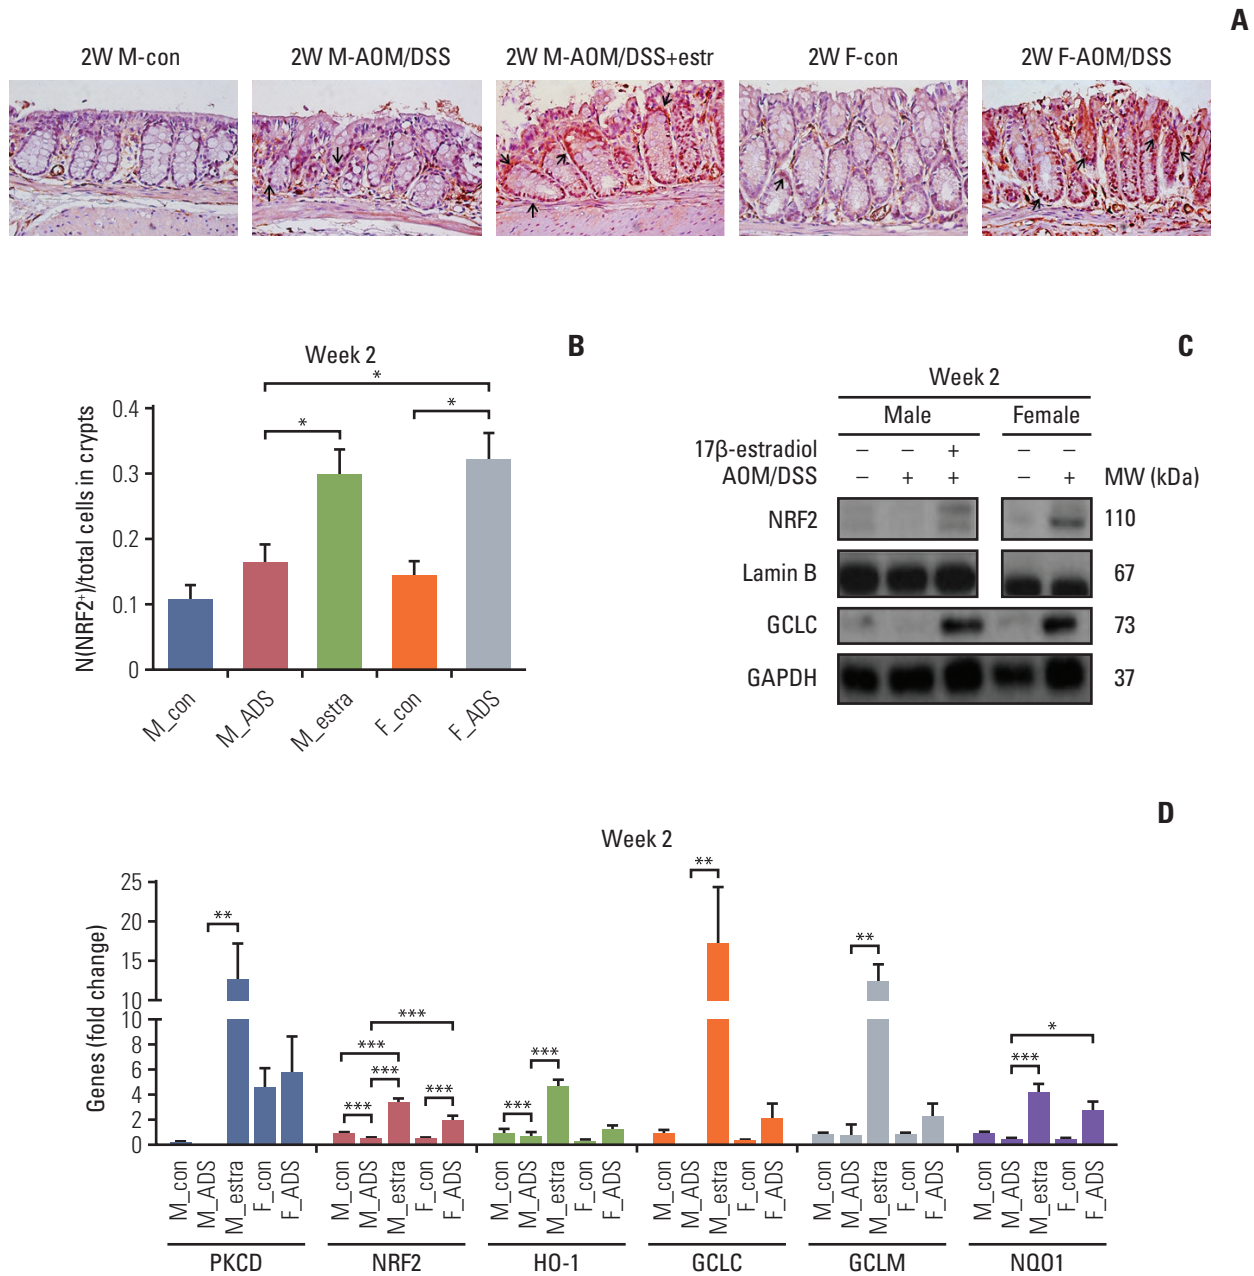 A
2W M-con
2W M-AOM/DSS
2W M-AOM/DSS+estr
2W F-con
2W F-AOM/DSS
B
Week 2
*
*
*
N(NRF2⁺)/total cells in crypts
0.4
0.3
0.2
0.1
0
M_con
M_ADS
M_estra
F_con
F_ADS
C
Week 2
Male
Female
17β-estradiol – – + – –
AOM/DSS – + + – + MW (kDa)
NRF2 110
Lamin B 67
GCLC 73
GAPDH 37
D
Week 2
Genes (fold change)
25
20
15
10
10
8
6
4
2
0
**
***
***
***
***
***
***
***
**
**
***
*
M_con M_ADS M_estra F_con F_ADS
M_con M_ADS M_estra F_con F_ADS
M_con M_ADS M_estra F_con F_ADS
M_con M_ADS M_estra F_con F_ADS
M_con M_ADS M_estra F_con F_ADS
M_con M_ADS M_estra F_con F_ADS
PKCD NRF2 HO-1 GCLC GCLM NQO1